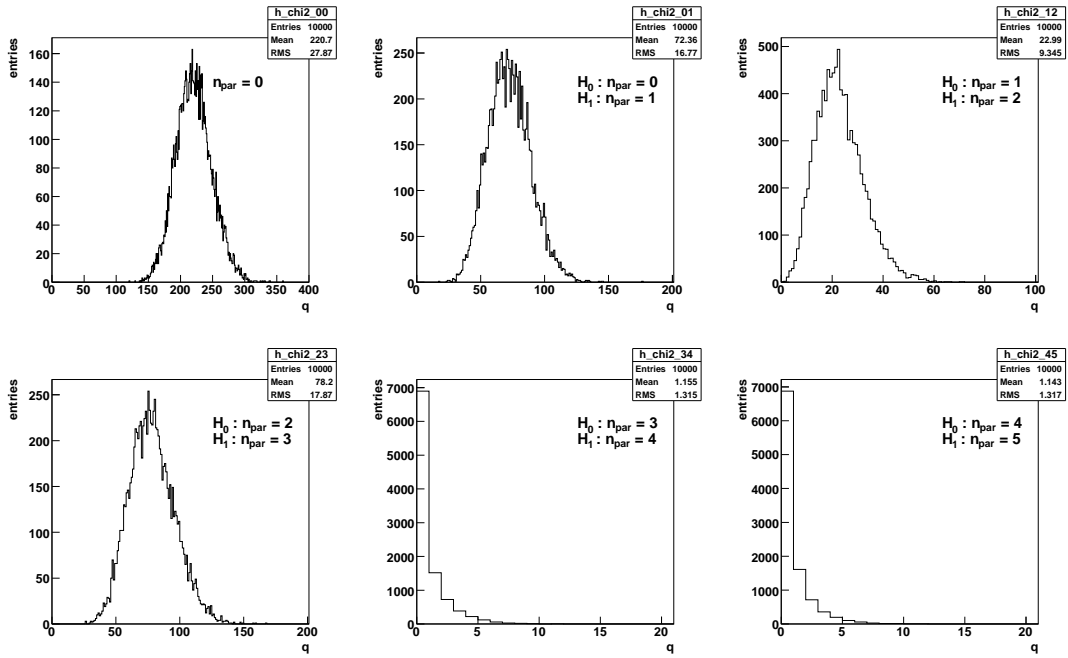 h_chi2_00
Entries 10000
Mean 220.7
RMS 27.87
entries
160
140
120
100
80
60
40
20
0
n_par = 0
0 50 100 150 200 250 300 350 400
q
h_chi2_01
Entries 10000
Mean 72.36
RMS 16.77
entries
250
200
150
100
50
0
H_0 : n_par = 0
H_1 : n_par = 1
0 50 100 150 200
q
h_chi2_12
Entries 10000
Mean 22.99
RMS 9.345
entries
500
400
300
200
100
0
H_0 : n_par = 1
H_1 : n_par = 2
0 20 40 60 80 100
q
h_chi2_23
Entries 10000
Mean 78.2
RMS 17.87
entries
250
200
150
100
50
0
H_0 : n_par = 2
H_1 : n_par = 3
0 50 100 150 200
q
h_chi2_34
Entries 10000
Mean 1.155
RMS 1.315
entries
7000
6000
5000
4000
3000
2000
1000
0
H_0 : n_par = 3
H_1 : n_par = 4
0 5 10 15 20
q
h_chi2_45
Entries 10000
Mean 1.143
RMS 1.317
entries
7000
6000
5000
4000
3000
2000
1000
0
H_0 : n_par = 4
H_1 : n_par = 5
0 5 10 15 20
q